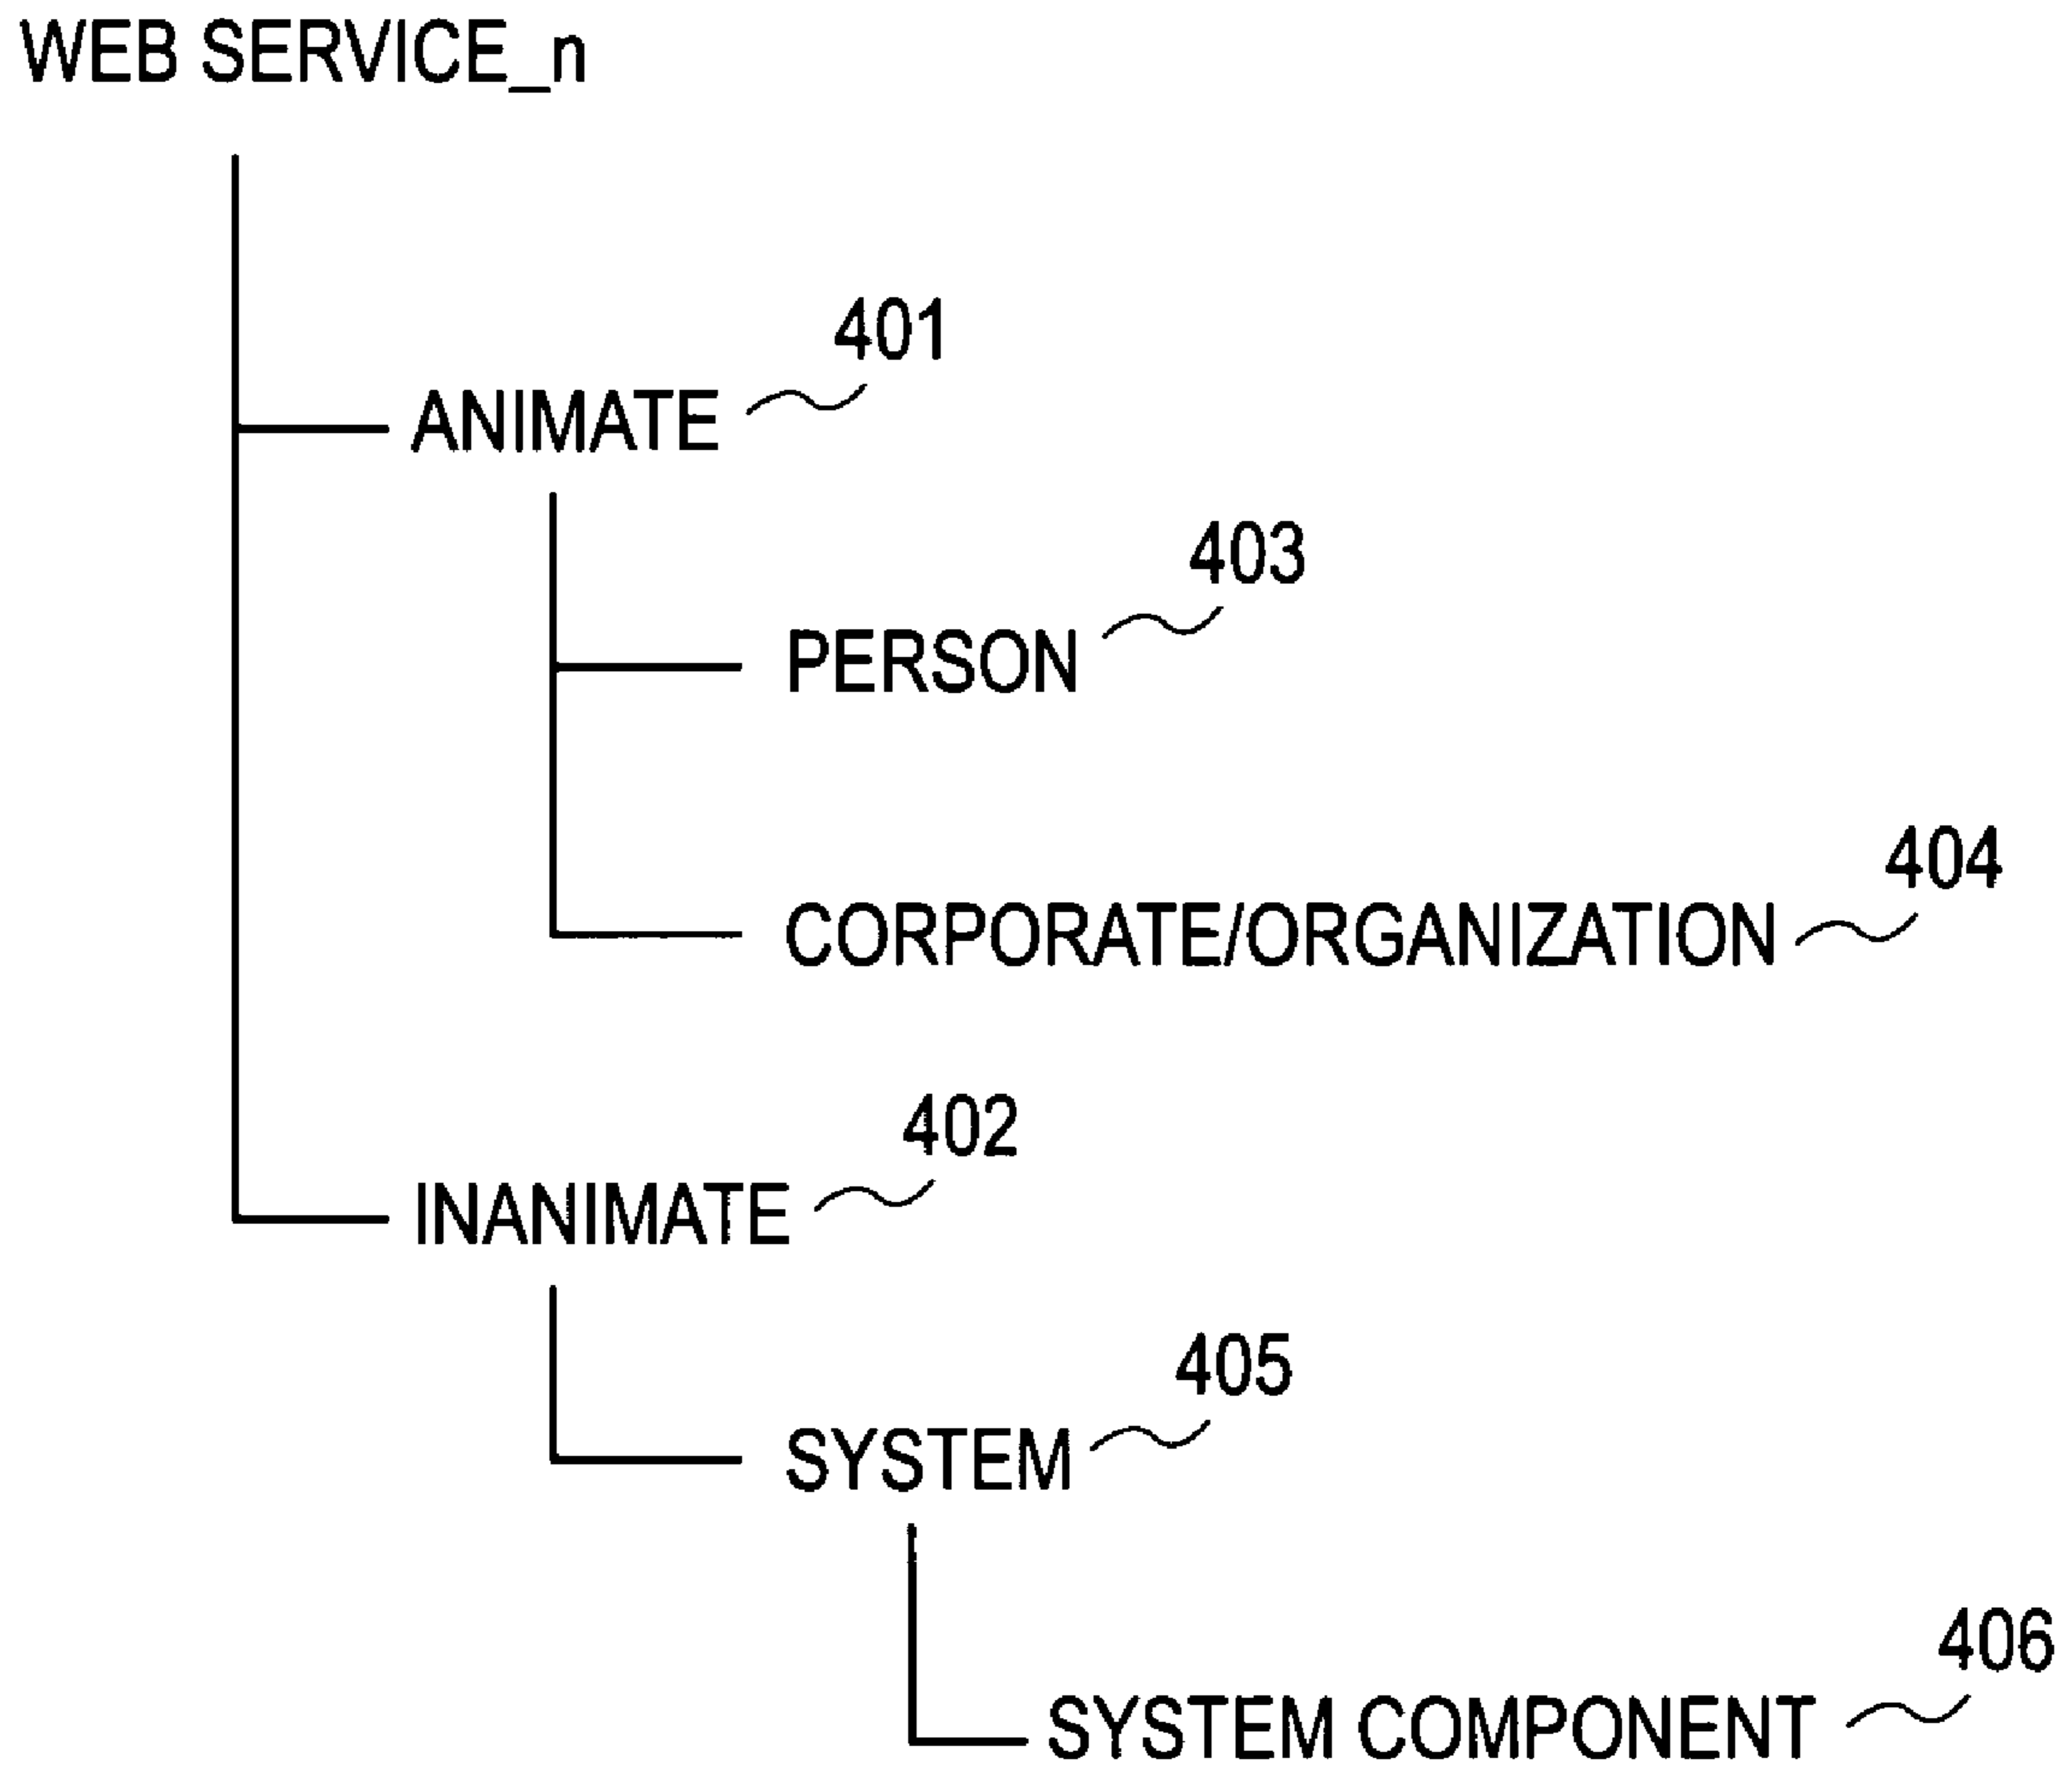 WEB SERVICE_n
401
ANIMATE
403
PERSON
404
CORPORATE/ORGANIZATION
402
INANIMATE
405
SYSTEM
406
SYSTEM COMPONENT